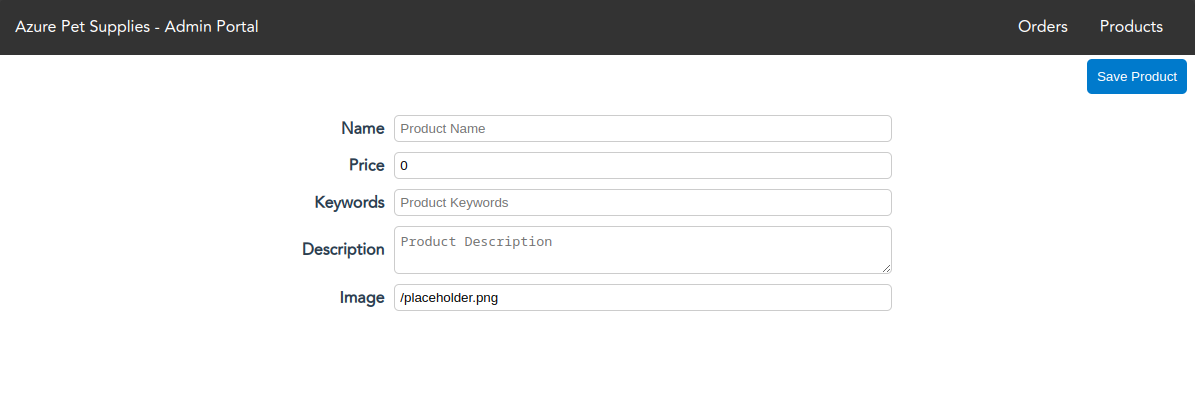 Azure Pet Supplies - Admin Portal Orders Products
Save Product
Name Product Name
Price 0
Keywords Product Keywords
Description Product Description
Image /placeholder.png